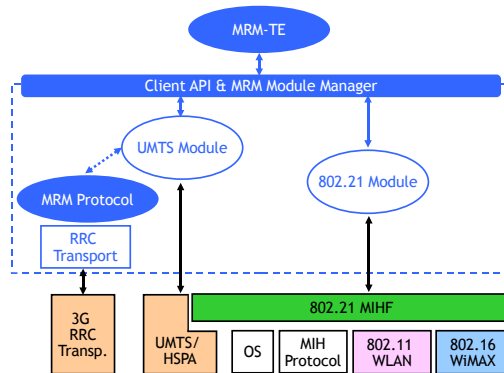 MRM-TE
Client API & MRM Module Manager
UMTS Module
802.21 Module
MRM Protocol
RRC
Transport
802.21 MIHF
3G
RRC
Transp.
UMTS/
HSPA
OS
MIH
Protocol
802.11
WLAN
802.16
WiMAX